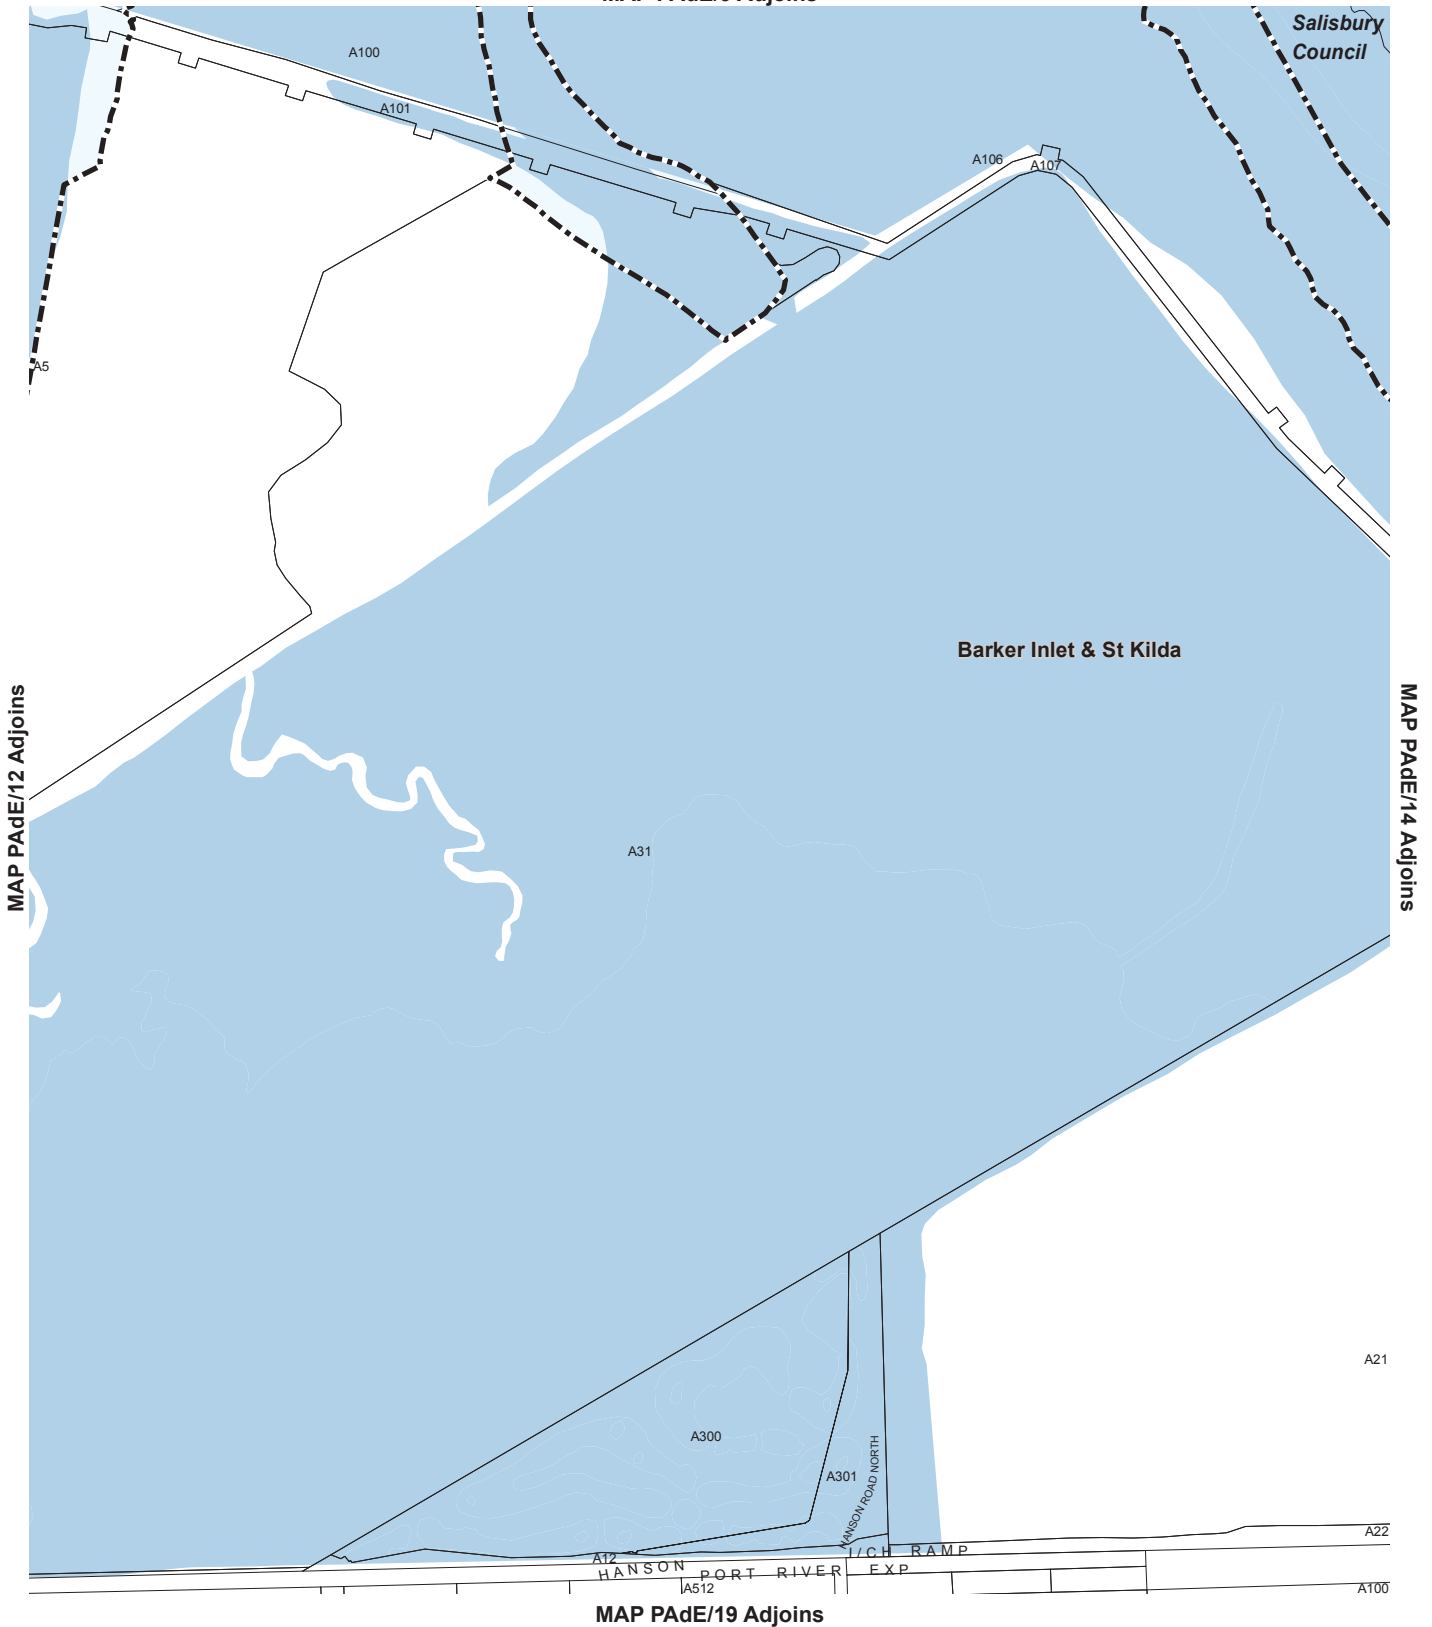 Salisbury
Council
A100
A101
A106
A107
A5
Barker Inlet & St Kilda
MAP PAdE/12 Adjoins
MAP PAdE/14 Adjoins
A31
A21
A300
A301
HANSON ROAD NORTH
A22
I/CH RAMP
A12
HANSON
PORT RIVER EXP
A512
A100
MAP PAdE/19 Adjoins